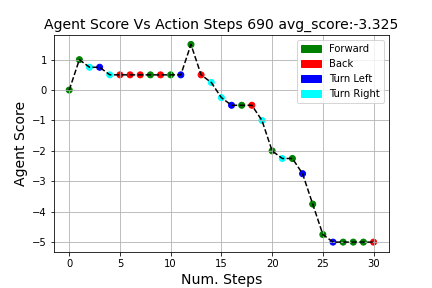 Agent Score Vs Action Steps 690 avg_score:-3.325
Forward
Back
Turn Left
Turn Right
Agent Score
1
0
−1
−2
−3
−4
−5
0 5 10 15 20 25 30
Num. Steps